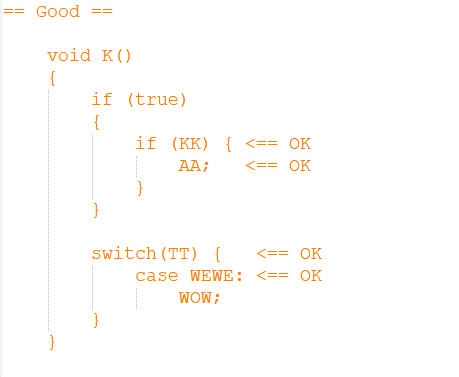 == Good ==
void K()
{
if (true)
{
if (KK) { <== OK
AA; <== OK
}
}
switch(TT) { <== OK
case WEWE: <== OK
WOW;
}
}